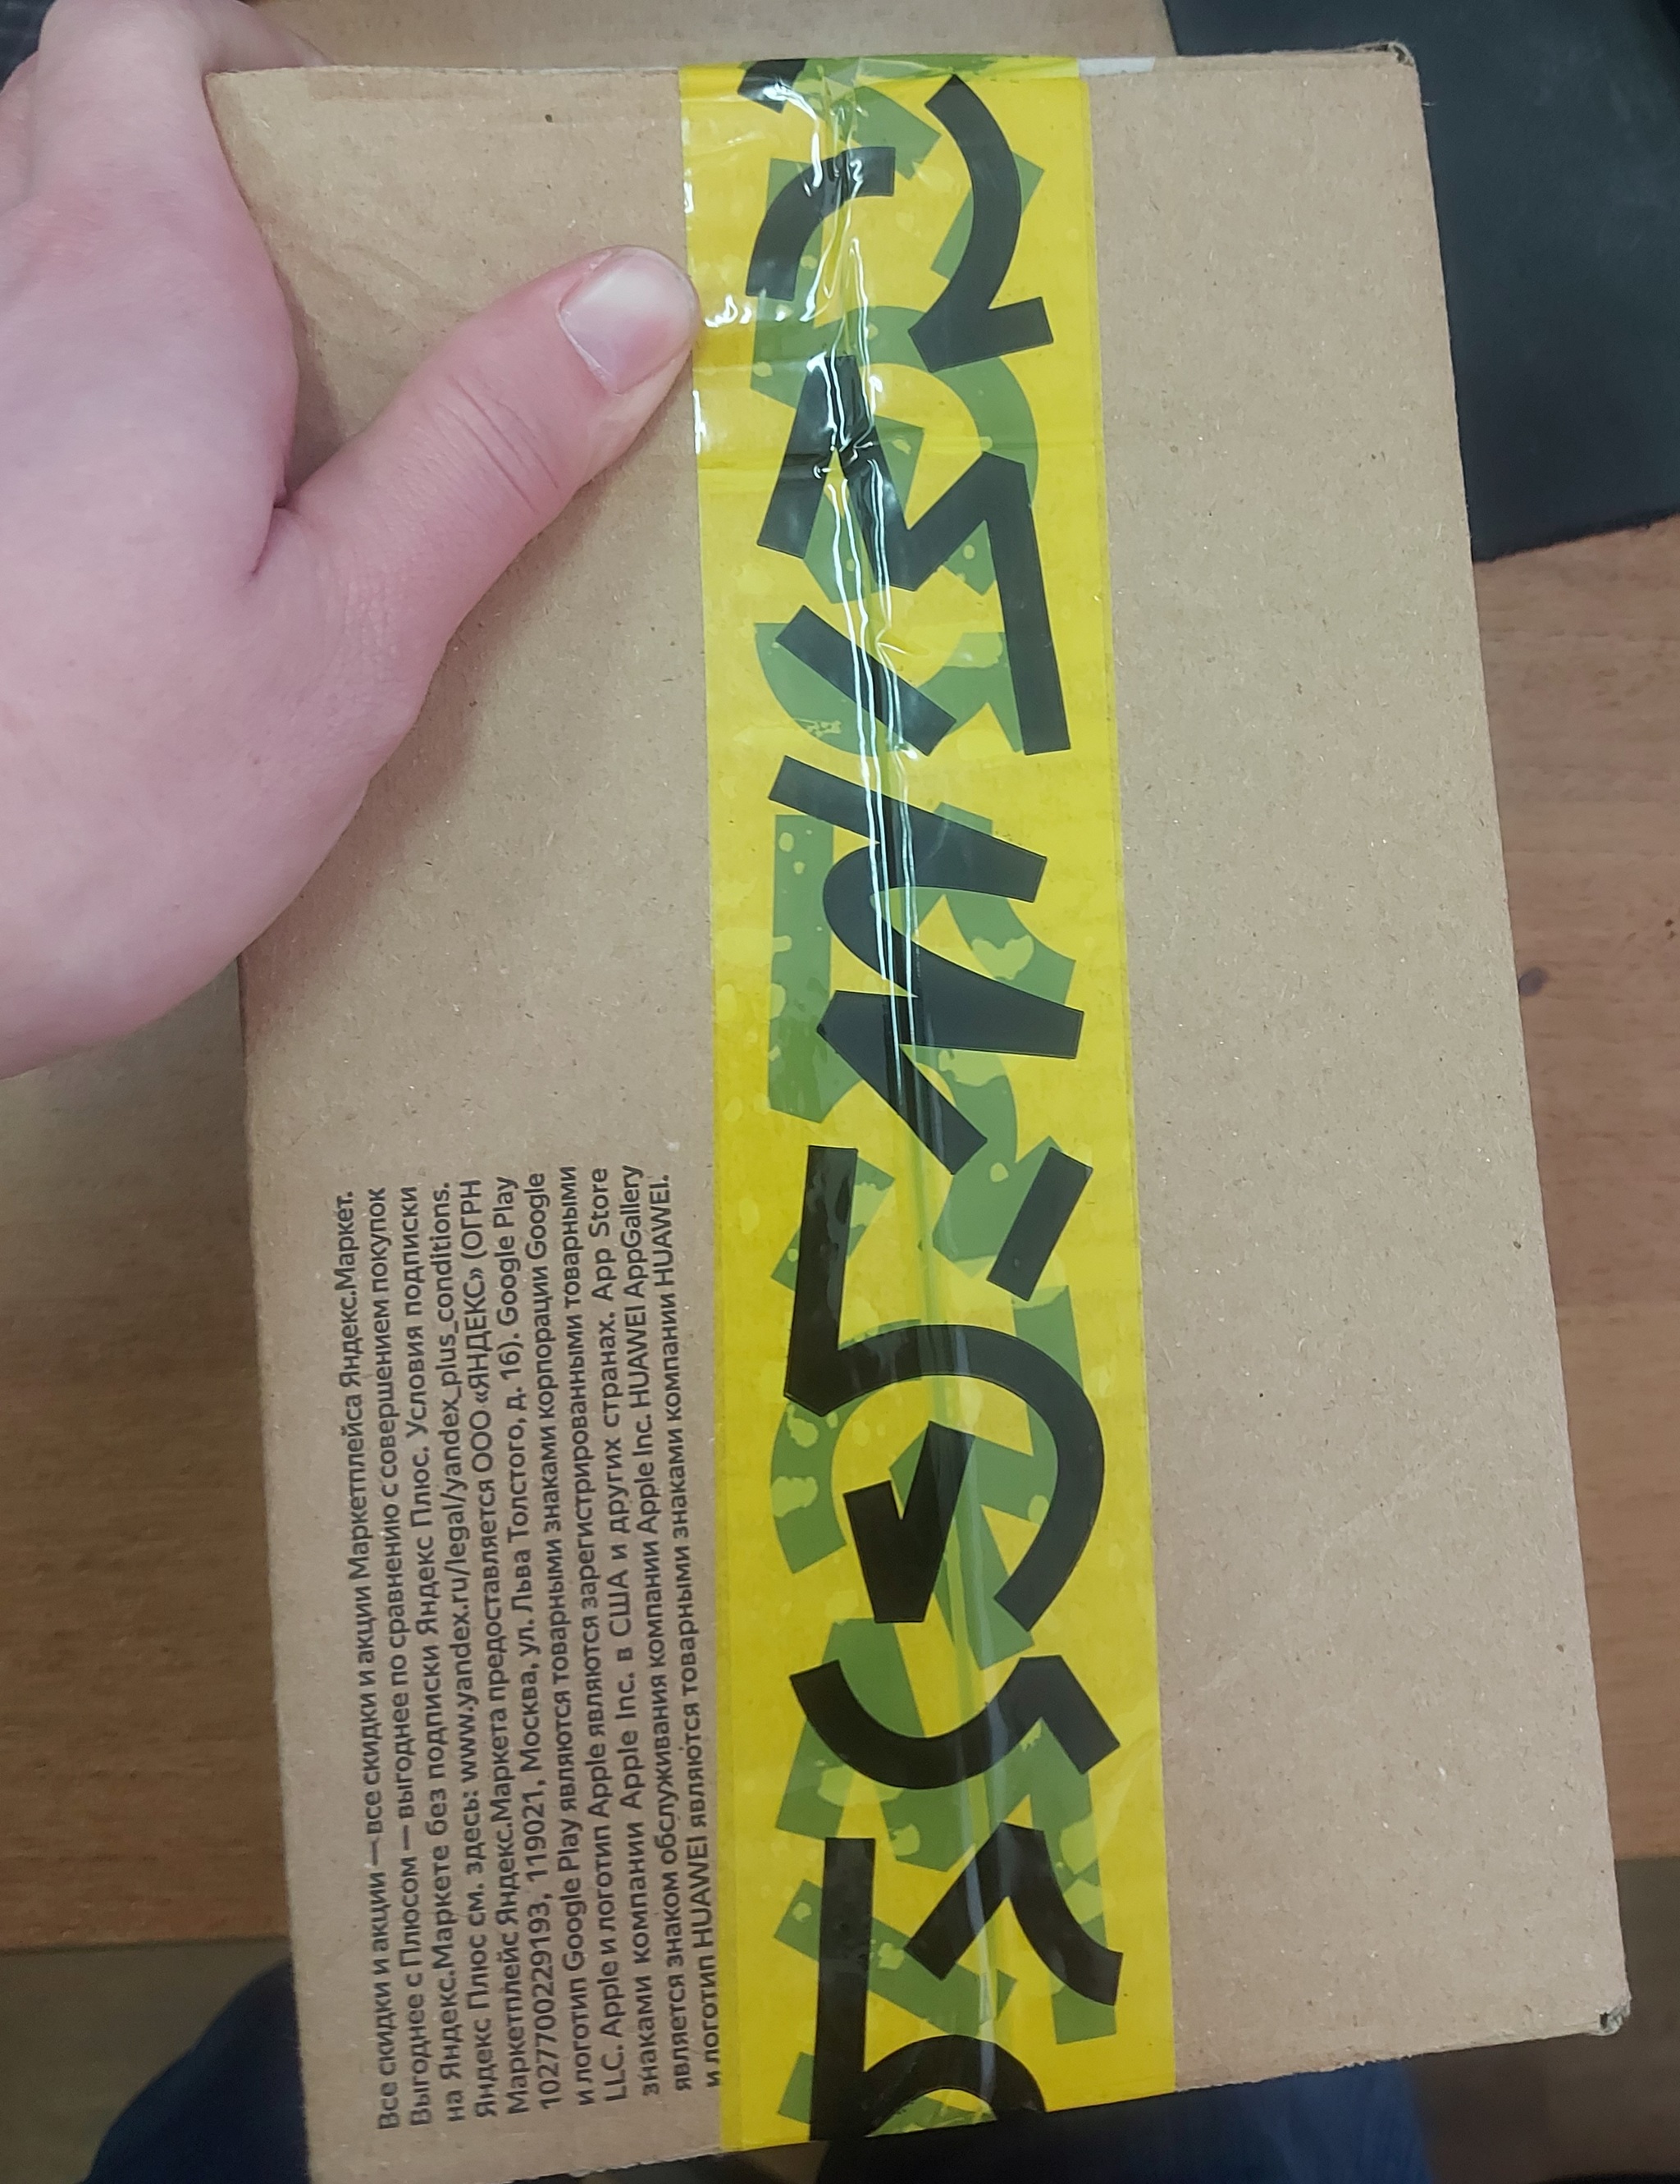 Все скидки и акции — все скидки и акции Маркетплейса Яндекс.Маркет.
Выгоднее с Плюсом — выгоднее по сравнению с совершением покупок
на Яндекс.Маркете без подписки Яндекс Плюс. Условия подписки
Яндекс Плюс см. здесь: www.yandex.ru/legal/yandex_plus_conditions.
Маркетплейс Яндекс.Маркета предоставляется ООО «ЯНДЕКС» (ОГРН
1027700229193, 119021, Москва, ул. Льва Толстого, д. 16). Google Play
и логотип Google Play являются товарными знаками корпорации Google
LLC. Apple и логотип Apple являются зарегистрированными товарными
знаками компании Apple Inc. в США и других странах. App Store
является знаком обслуживания компании Apple Inc. HUAWEI AppGallery
и логотип HUAWEI являются товарными знаками компании HUAWEI.